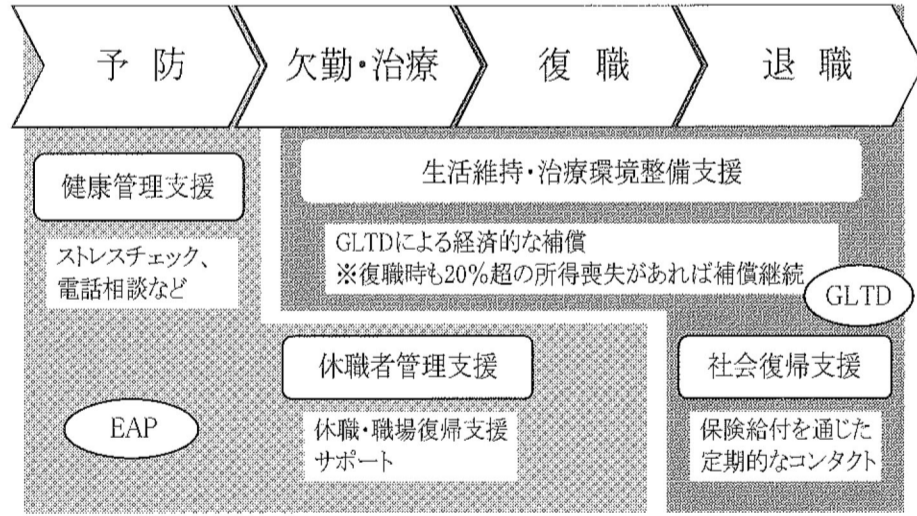 予防
欠勤・治療
復職
退職
健康管理支援
ストレスチェック、
電話相談など
生活維持・治療環境整備支援
GLTDによる経済的な補償
※復職時も20%超の所得喪失があれば補償継続
GLTD
休職者管理支援
休職・職場復帰支援
サポート
EAP
社会復帰支援
保険給付を通じた
定期的なコンタクト